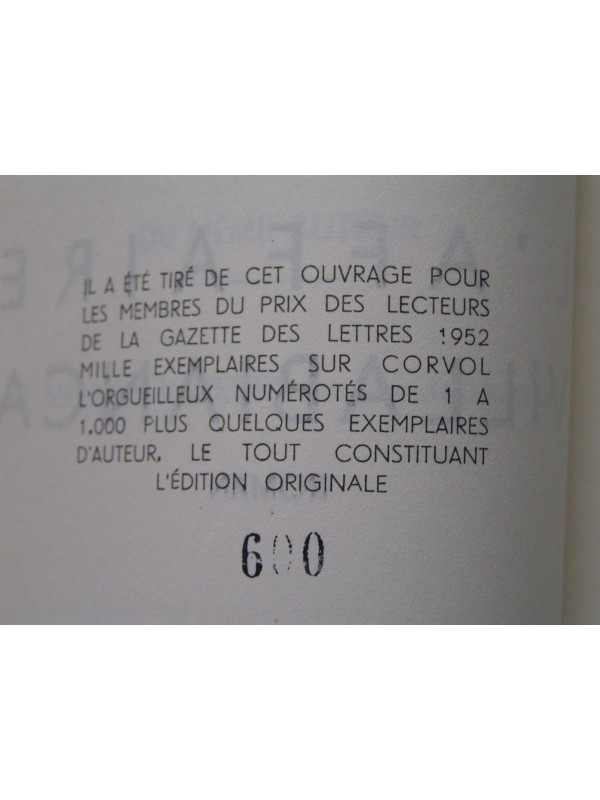 IL A ÉTÉ TIRÉ DE CET OUVRAGE POUR
LES MEMBRES DU PRIX DES LECTEURS
DE LA GAZETTE DES LETTRES 1952
MILLE EXEMPLAIRES SUR CORVOL
L'ORGUEILLEUX NUMÉROTÉS DE 1 A
1.000 PLUS QUELQUES EXEMPLAIRES
D'AUTEUR, LE TOUT CONSTITUANT
L'ÉDITION ORIGINALE
600